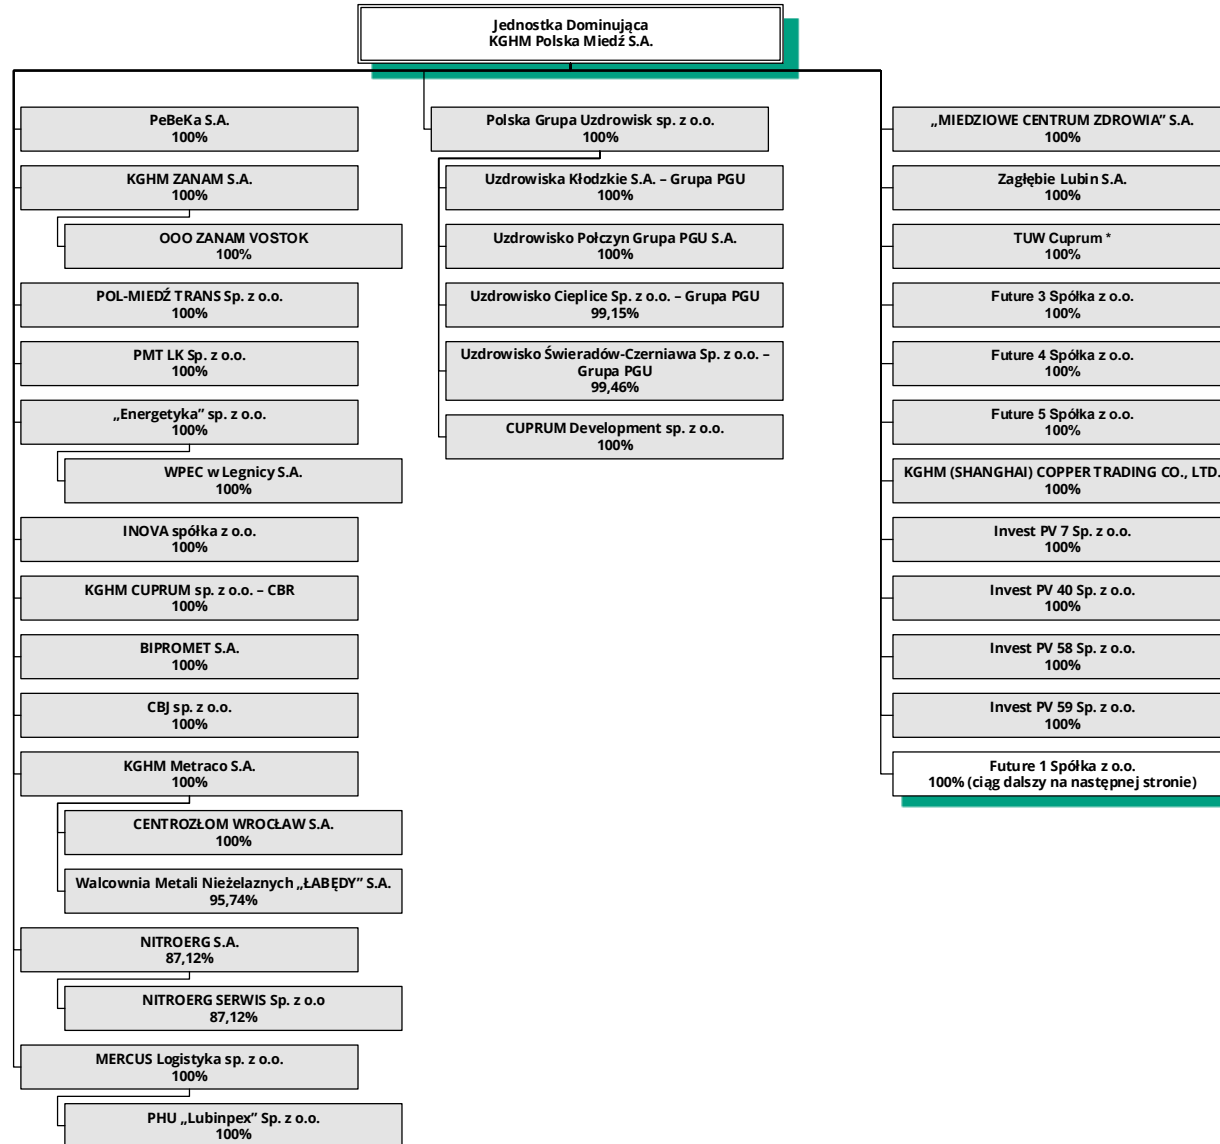 Jednostka Dominująca
KGHM Polska Miedź S.A.
PeBeKa S.A.
100%
KGHM ZANAM S.A.
100%
OOO ZANAM VOSTOK
100%
POL-MIEDŹ TRANS Sp. z o.o.
100%
PMT LK Sp. z o.o.
100%
„Energetyka” sp. z o.o.
100%
WPEC w Legnicy S.A.
100%
INOVA spółka z o.o.
100%
KGHM CUPRUM sp. z o.o. – CBR
100%
BIPROMET S.A.
100%
CBJ sp. z o.o.
100%
KGHM Metraco S.A.
100%
CENTROZŁOM WROCŁAW S.A.
100%
Walcownia Metali Nieżelaznych „ŁABĘDY” S.A.
95,74%
NITROERG S.A.
87,12%
NITROERG SERWIS Sp. z o.o
87,12%
MERCUS Logistyka sp. z o.o.
100%
PHU „Lubinpex” Sp. z o.o.
100%
Polska Grupa Uzdrowisk sp. z o.o.
100%
Uzdrowiska Kłodzkie S.A. – Grupa PGU
100%
Uzdrowisko Połczyn Grupa PGU S.A.
100%
Uzdrowisko Cieplice Sp. z o.o. – Grupa PGU
99,15%
Uzdrowisko Świeradów-Czerniawa Sp. z o.o. –
Grupa PGU
99,46%
CUPRUM Development sp. z o.o.
100%
„MIEDZIOWE CENTRUM ZDROWIA” S.A.
100%
Zagłębie Lubin S.A.
100%
TUW Cuprum *
100%
Future 3 Spółka z o.o.
100%
Future 4 Spółka z o.o.
100%
Future 5 Spółka z o.o.
100%
KGHM (SHANGHAI) COPPER TRADING CO., LTD.
100%
Invest PV 7 Sp. z o.o.
100%
Invest PV 40 Sp. z o.o.
100%
Invest PV 58 Sp. z o.o.
100%
Invest PV 59 Sp. z o.o.
100%
Future 1 Spółka z o.o.
100% (ciąg dalszy na następnej stronie)